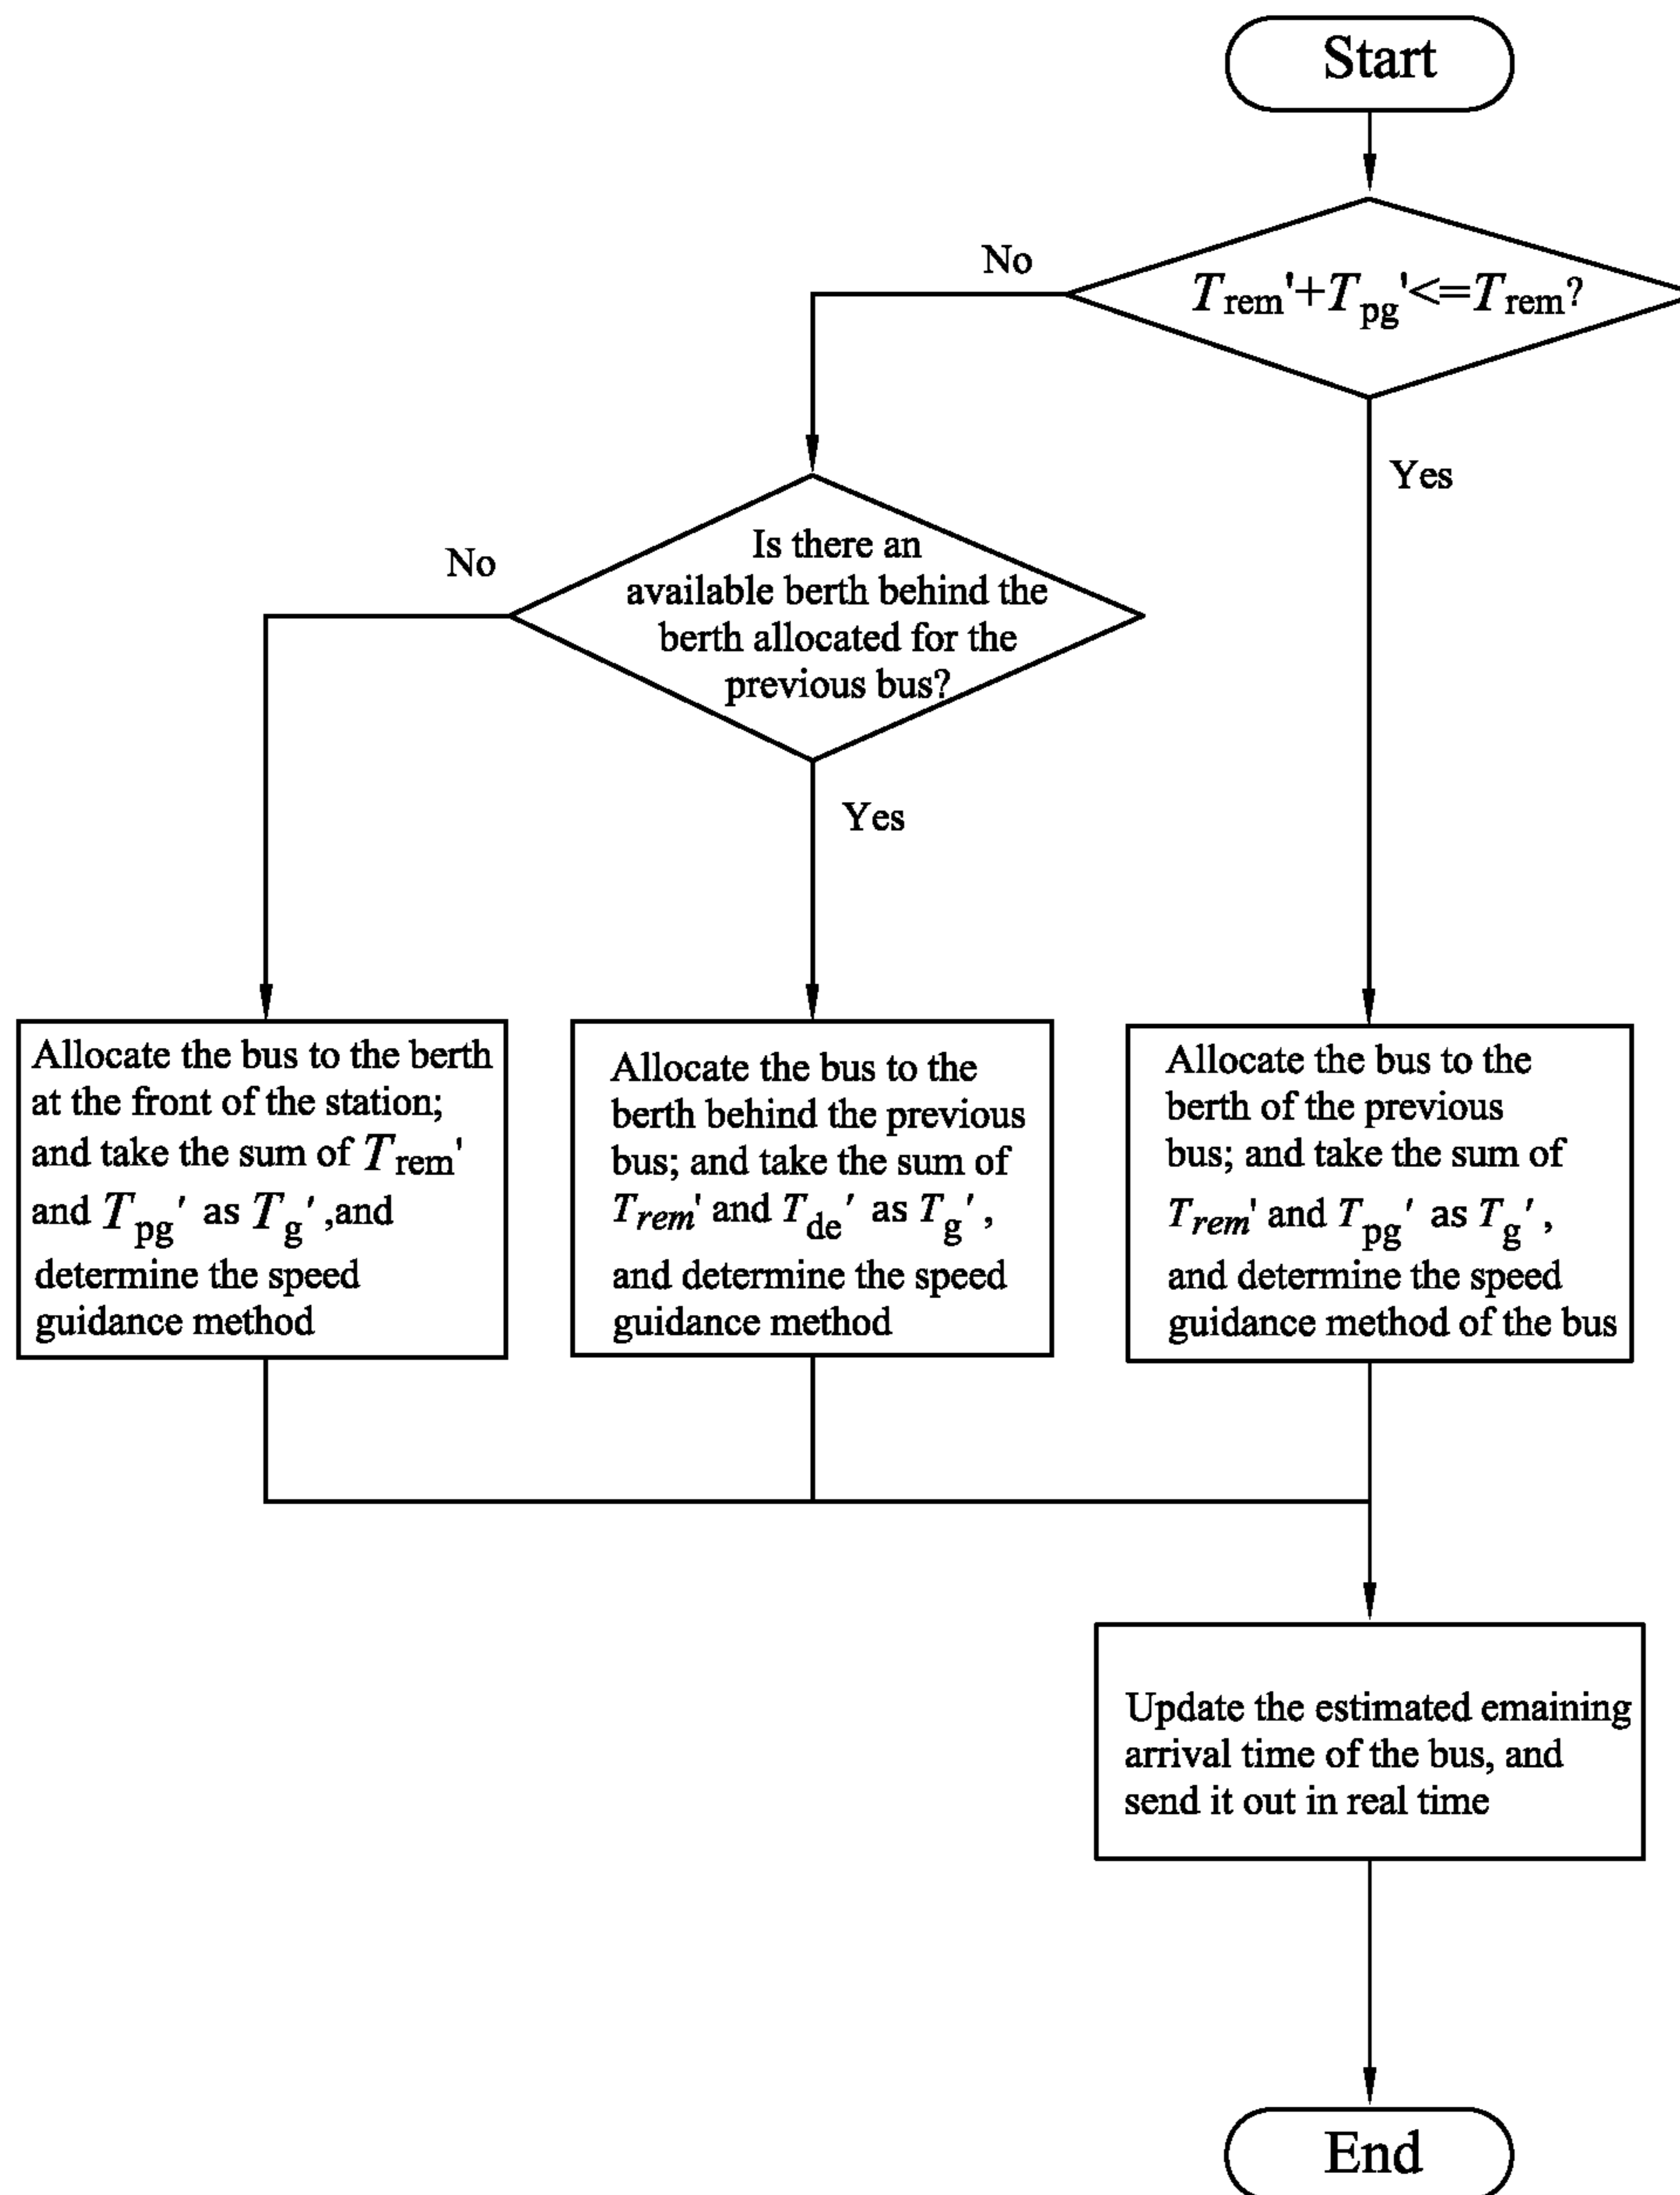 Start
No
Trem'+Tpg'<=Trem?
Yes
No
Is there an
available berth behind the
berth allocated for the
previous bus?
Yes
Allocate the bus to the berth
at the front of the station;
and take the sum of Trem'
and Tpg′ as Tg′,and
determine the speed
guidance method
Allocate the bus to the
berth behind the previous
bus; and take the sum of
Trem' and Tde′ as Tg′,
and determine the speed
guidance method
Allocate the bus to the
berth of the previous
bus; and take the sum of
Trem' and Tpg′ as Tg′,
and determine the speed
guidance method of the bus
Update the estimated emaining
arrival time of the bus, and
send it out in real time
End